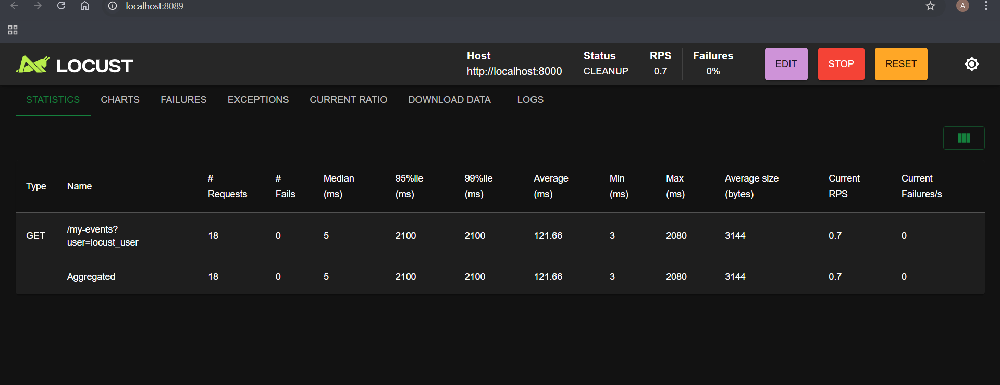 localhost:8089
A
LOCUST
Host
http://localhost:8000
Status
CLEANUP
RPS
0.7
Failures
0%
EDIT
STOP
RESET
STATISTICS
CHARTS
FAILURES
EXCEPTIONS
CURRENT RATIO
DOWNLOAD DATA
LOGS
Type
Name
# Requests
# Fails
Median (ms)
95%ile (ms)
99%ile (ms)
Average (ms)
Min (ms)
Max (ms)
Average size (bytes)
Current RPS
Current Failures/s
GET
/my-events?
user=locust_user
18 0 5 2100 2100 121.66 3 2080 3144 0.7 0
Aggregated 18 0 5 2100 2100 121.66 3 2080 3144 0.7 0